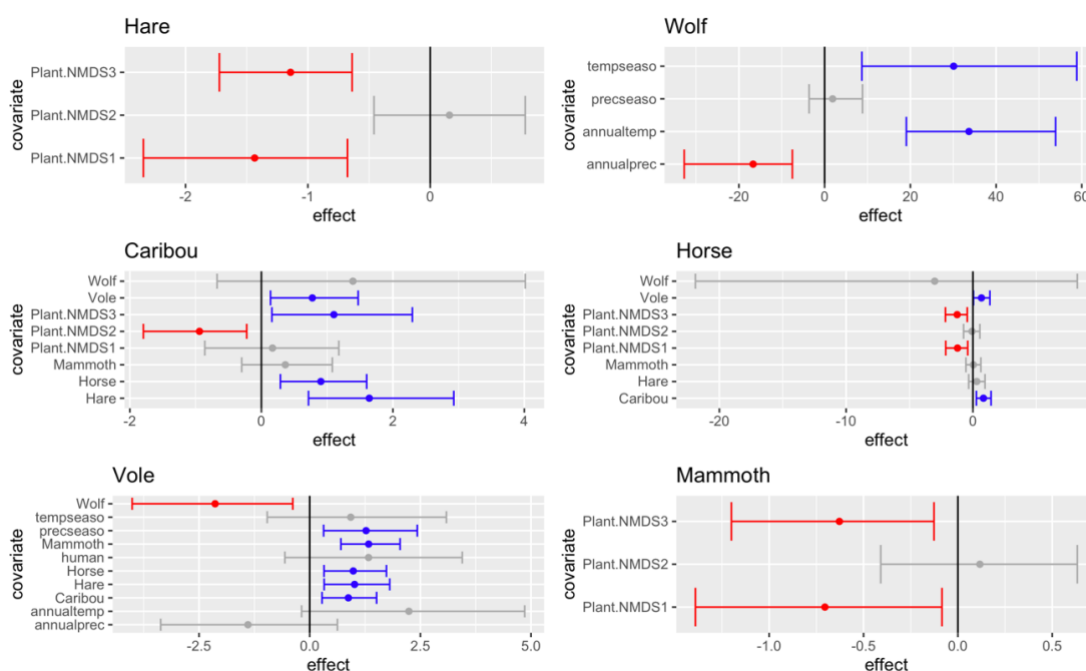 Hare
covariate
Plant.NMDS3
Plant.NMDS2
Plant.NMDS1
-2 -1 0
effect
Wolf
covariate
tempseaso
precseaso
annualtemp
annualprec
-20 0 20 40 60
effect
Caribou
covariate
Wolf
Vole
Plant.NMDS3
Plant.NMDS2
Plant.NMDS1
Mammoth
Horse
Hare
-2 0 2 4
effect
Horse
covariate
Wolf
Vole
Plant.NMDS3
Plant.NMDS2
Plant.NMDS1
Mammoth
Hare
Caribou
-20 -10 0
effect
Vole
covariate
Wolf
tempseaso
precseaso
Mammoth
human
Horse
Hare
Caribou
annualtemp
annualprec
-2.5 0.0 2.5 5.0
effect
Mammoth
covariate
Plant.NMDS3
Plant.NMDS2
Plant.NMDS1
-1.0 -0.5 0.0 0.5
effect